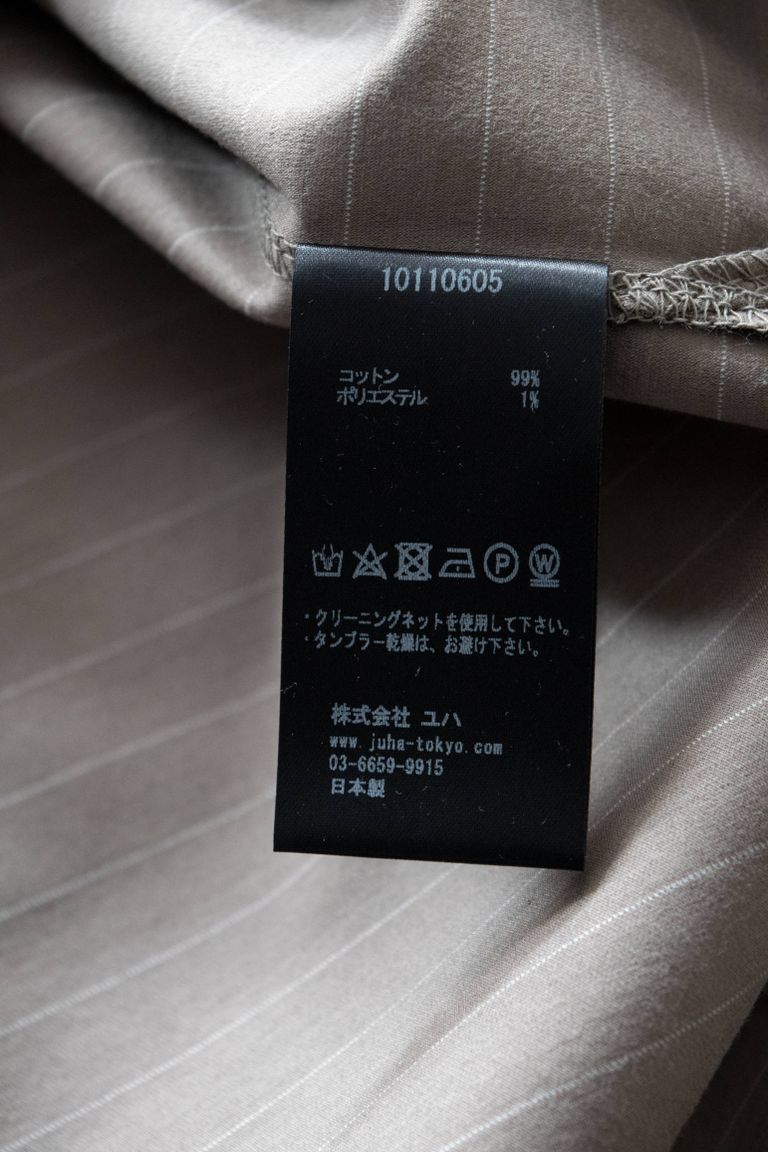 10110605
コットン 99%
ポリエステル 1%
P W
・クリーニングネットを使用して下さい。
・タンブラー乾燥は、お避け下さい。
株式会社 ユハ
www.juha-tokyo.com
03-6659-9915
日本製